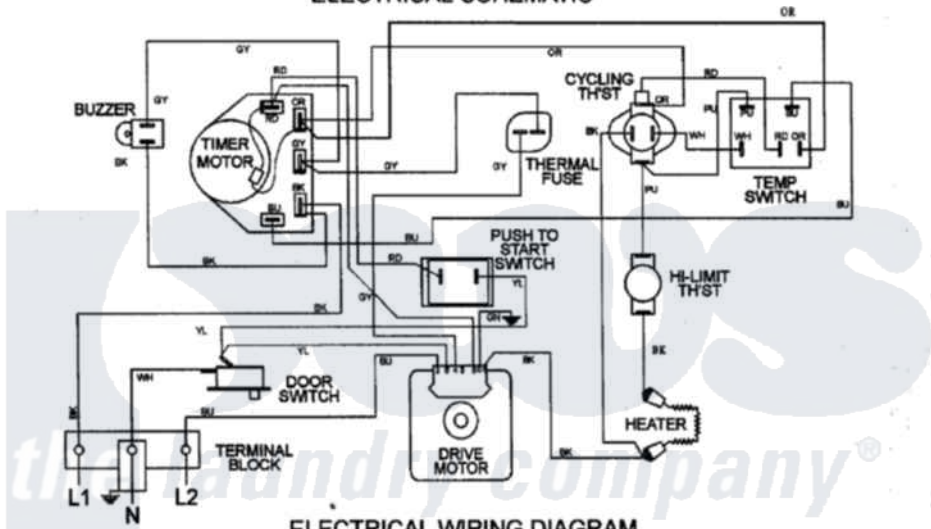 ELECTRICAL SCHEMATIC
OR
GY
OR
RD
CYCLING
TH'ST
RD
BUZZER
GY
OR
OR
PU
RD
PU
BU
TIMER
MOTOR
GY
BK
WH
WH
RD OR
BK
GY
GY
THERMAL
FUSE
TEMP
SWITCH
BK
PU
BU
BU
BU
PUSH TO
START
SWITCH
BK
RD
HI-LIMIT
TH'ST
YL
GY
BK
GN
YL
YL
BK
BU
BK
WH
DOOR
SWITCH
BK
BU
HEATER
TERMINAL
BLOCK
DRIVE
MOTOR
BK
L1
N
L2
the laundry company®
ELECTRICAL WIRING DIAGRAM